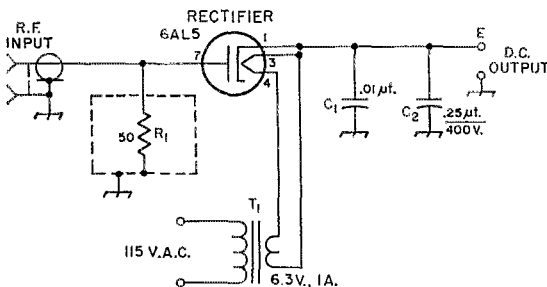 RECTIFIER
6AL5
R.F.
INPUT
7
1
3
4
E
D.C.
OUTPUT
50
R1
C1
.01µf.
C2
.25µf.
400V.
T1
115 V.A.C.
6.3V., 1A.